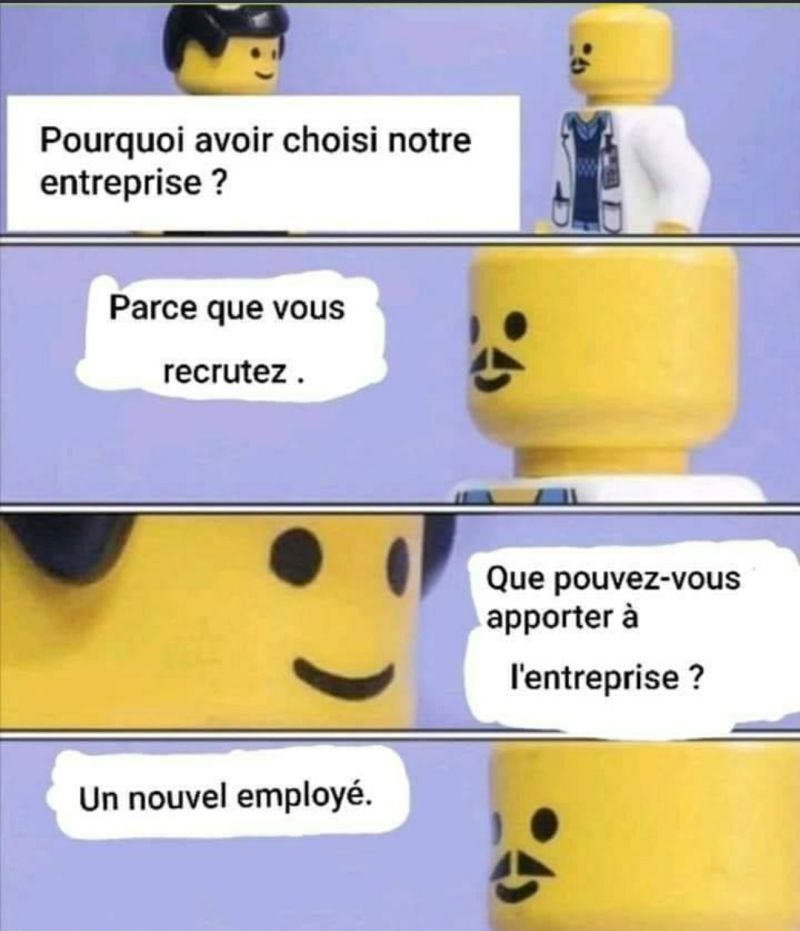 Pourquoi avoir choisi notre
entreprise ?
Parce que vous
recrutez .
Que pouvez-vous
apporter à
l'entreprise ?
Un nouvel employé.